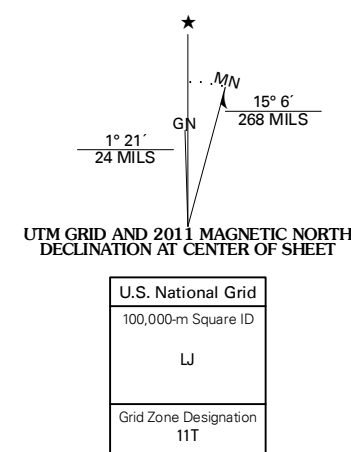 ★
MN
GN
15° 6´
268 MILS
1° 21´
24 MILS
UTM GRID AND 2011 MAGNETIC NORTH
DECLINATION AT CENTER OF SHEET
U.S. National Grid
100,000-m Square ID
LJ
Grid Zone Designation
11T